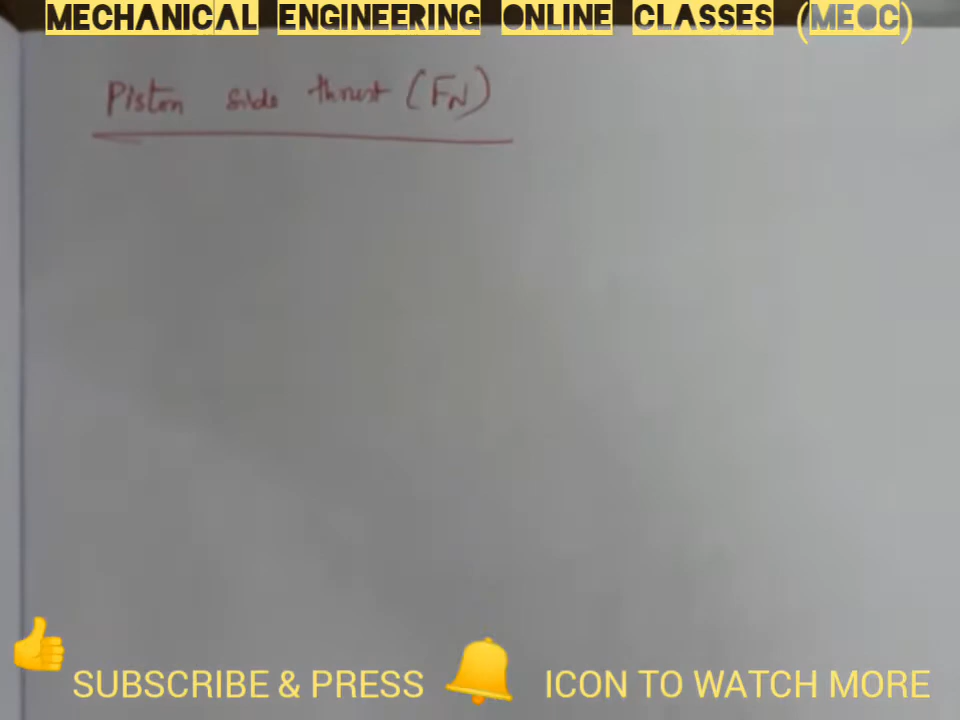 MECHANICAL ENGINEERING ONLINE CLASSES (MEOC)
Piston side thrust (FN)
SUBSCRIBE & PRESS ICON TO WATCH MORE